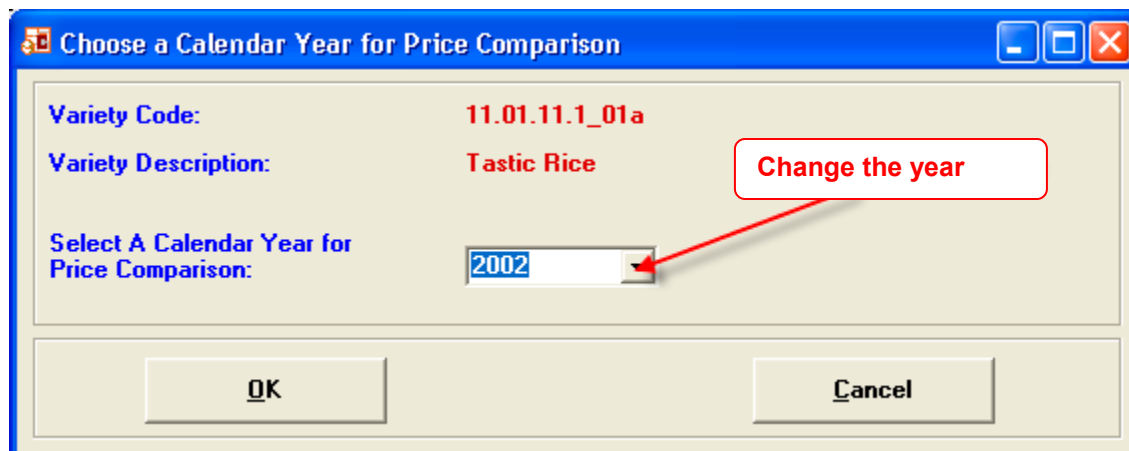 Choose a Calendar Year for Price Comparison
Variety Code: 11.01.11.1_01a
Variety Description: Tastic Rice
Change the year
Select A Calendar Year for
Price Comparison:
2002
OK
Cancel